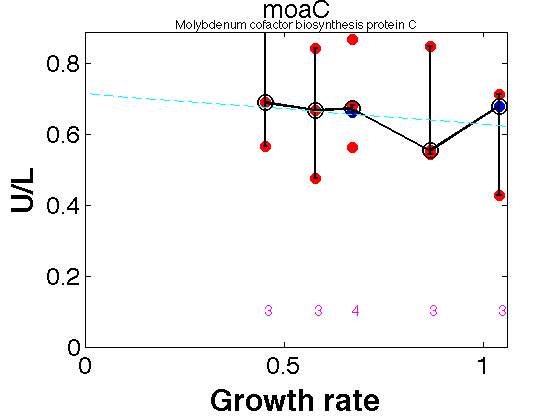 moaC
Molybdenum cofactor biosynthesis protein C
U/L
0.8
0.6
0.4
0.2
0
3 3 4 3 3
0 0.5 1
Growth rate